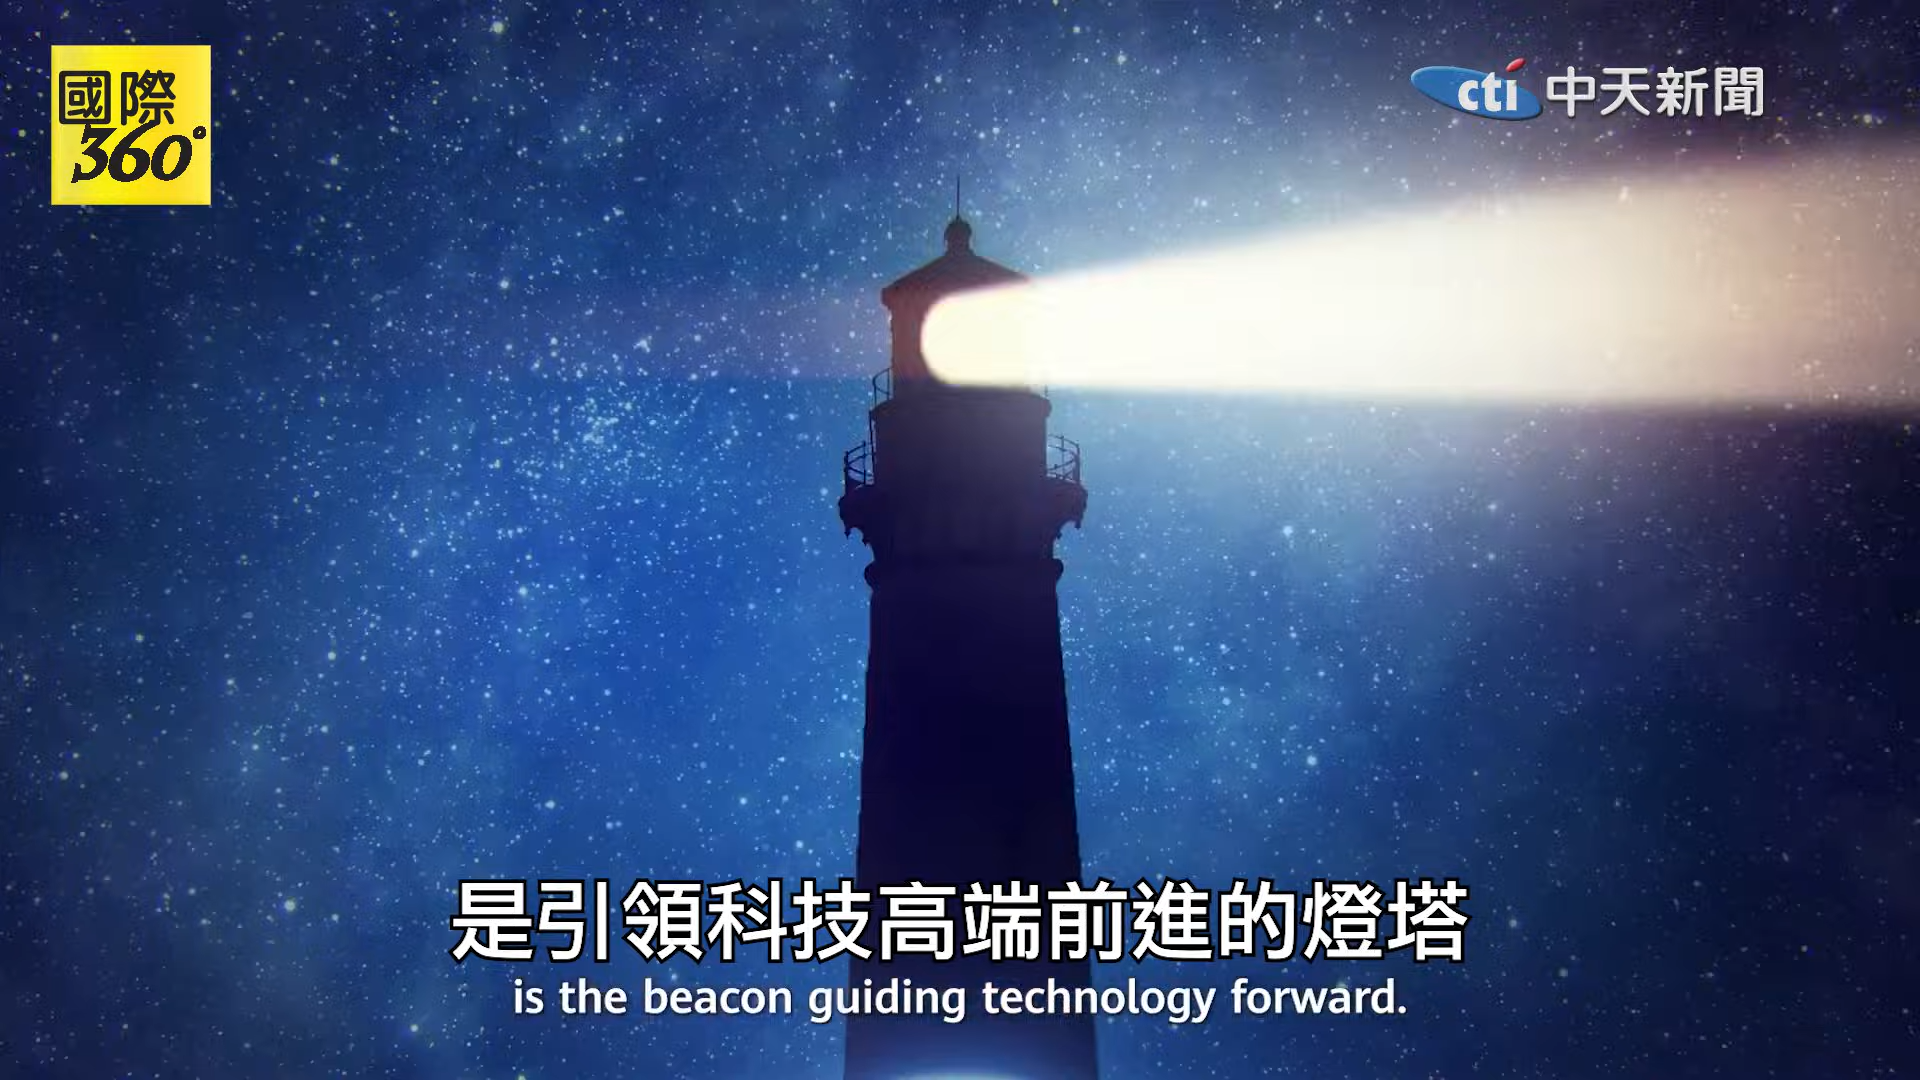 國際
360°
cti 中天新聞
是引領科技高端前進的燈塔
is the beacon guiding technology forward.